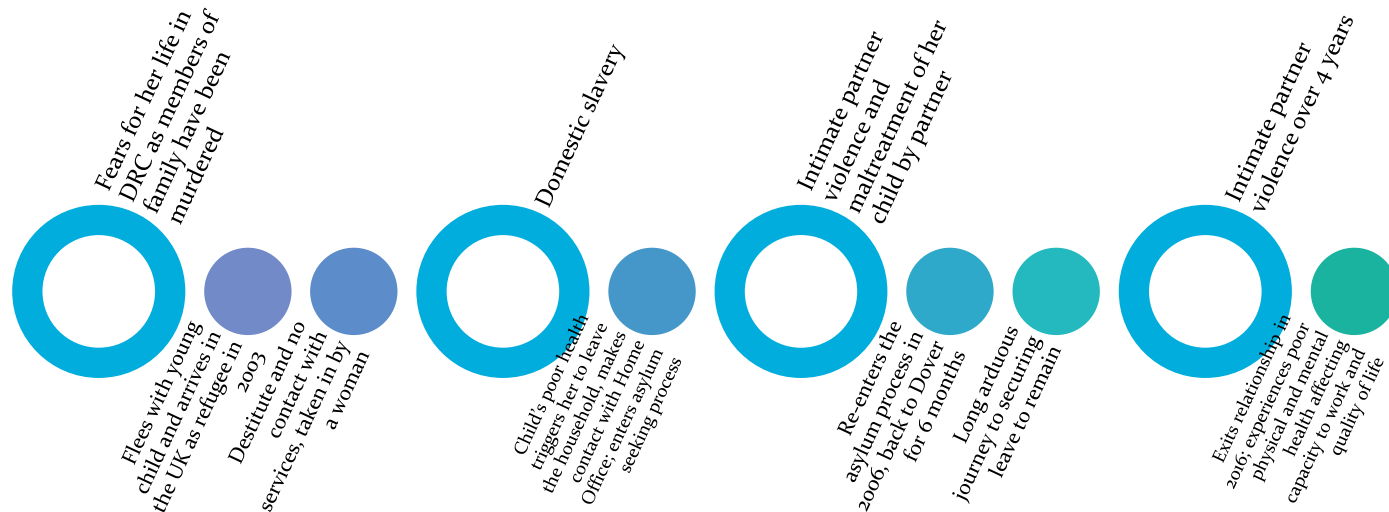 Fears for her life in
DRC as members of
family have been
murdered
Flees with young
child and arrives in
the UK as refugee in
2003
Destitute and no
contact with
services, taken in by
a woman
Domestic slavery
Child's poor health
triggers her to leave
the household, makes
contact with Home
Office; enters asylum
seeking process
Intimate partner
violence and
maltreatment of her
child by partner
Re-enters the
asylum process in
2006, back to Dover
for 6 months
Long arduous
journey to securing
leave to remain
Intimate partner
violence over 4 years
Exits relationship in
2016; experiences poor
physical and mental
health affecting
capacity to work and
quality of life